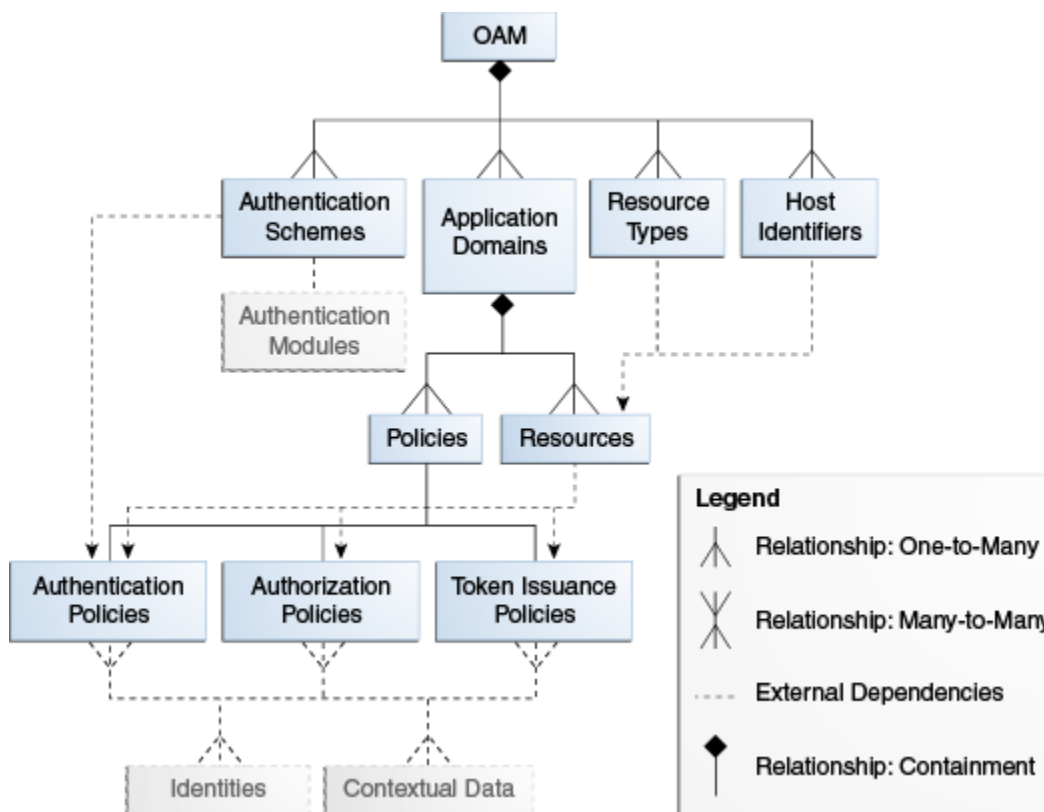 OAM
Authentication
Schemes
Application
Domains
Resource
Types
Host
Identifiers
Authentication
Modules
Policies
Resources
Authentication
Policies
Authorization
Policies
Token Issuance
Policies
Identities
Contextual Data
Legend
Relationship: One-to-Many
Relationship: Many-to-Many
External Dependencies
Relationship: Containment